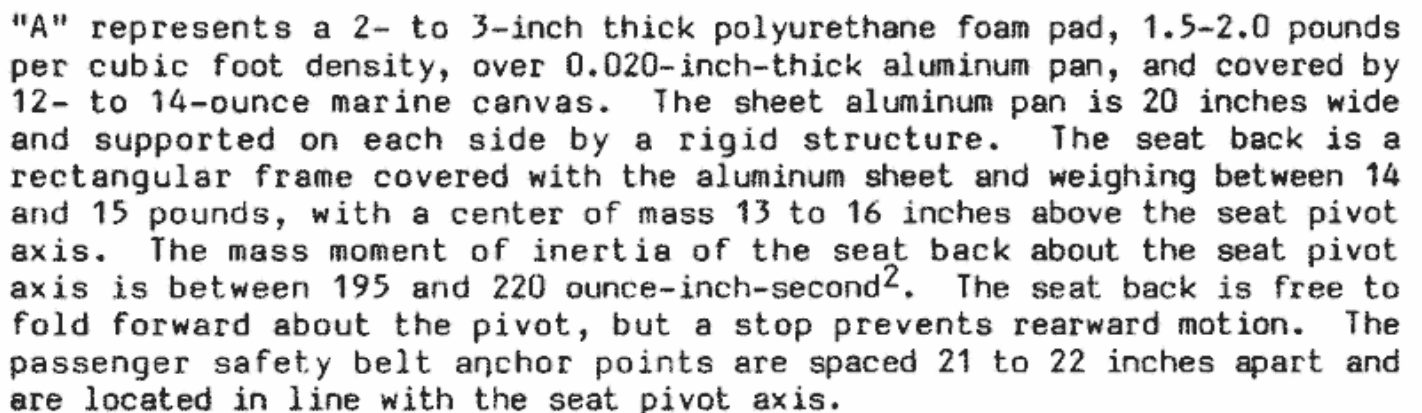 "A" represents a 2- to 3-inch thick polyurethane foam pad, 1.5-2.0 pounds
per cubic foot density, over 0.020-inch-thick aluminum pan, and covered by
12- to 14-ounce marine canvas. The sheet aluminum pan is 20 inches wide
and supported on each side by a rigid structure. The seat back is a
rectangular frame covered with the aluminum sheet and weighing between 14
and 15 pounds, with a center of mass 13 to 16 inches above the seat pivot
axis. The mass moment of inertia of the seat back about the seat pivot
axis is between 195 and 220 ounce-inch-second². The seat back is free to
fold forward about the pivot, but a stop prevents rearward motion. The
passenger safety belt anchor points are spaced 21 to 22 inches apart and
are located in line with the seat pivot axis.